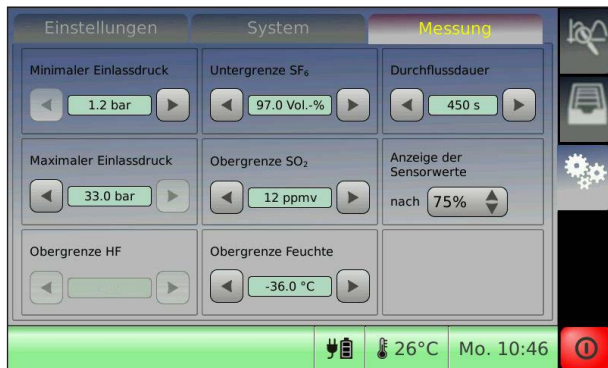 Einstellungen
System
Messung
Minimaler Einlassdruck
1.2 bar
Untergrenze SF₆
97.0 Vol.-%
Durchflussdauer
450 s
Maximaler Einlassdruck
33.0 bar
Obergrenze SO₂
12 ppmv
Anzeige der
Sensorwerte
nach 75%
Obergrenze HF
Obergrenze Feuchte
-36.0 °C
26°C
Mo. 10:46